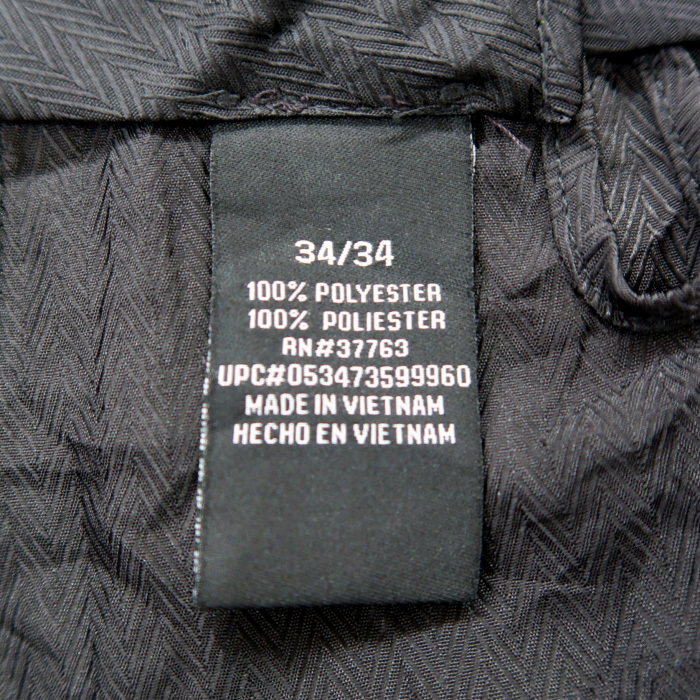 34/34
100% POLYESTER
100% POLIESTER
RN#37763
UPC#053473599960
MADE IN VIETNAM
HECHO EN VIETNAM